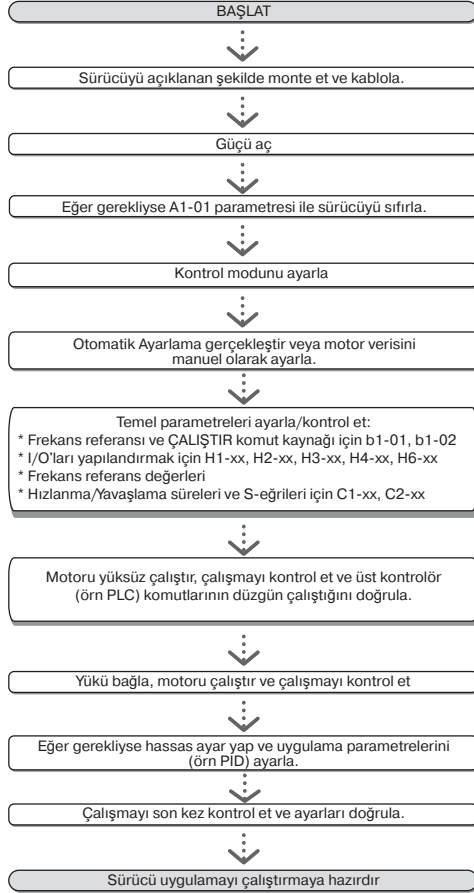 BAŞLAT
Sürücüyü açıklanan şekilde monte et ve kablola.
Güçü aç
Eğer gerekliyse A1-01 parametresi ile sürücüyü sıfırla.
Kontrol modunu ayarla
Otomatik Ayarlama gerçekleştir veya motor verisini
manuel olarak ayarla.
Temel parametreleri ayarla/kontrol et:
* Frekans referansı ve ÇALIŞTIR komut kaynağı için b1-01, b1-02
* I/O'ları yapılandırmak için H1-xx, H2-xx, H3-xx, H4-xx, H6-xx
* Frekans referans değerleri
* Hızlanma/Yavaşlama süreleri ve S-eğrileri için C1-xx, C2-xx
Motoru yüksüz çalıştır, çalışmayı kontrol et ve üst kontrolör
(örn PLC) komutlarının düzgün çalıştığını doğrula.
Yükü bağla, motoru çalıştır ve çalışmayı kontrol et
Eğer gerekliyse hassas ayar yap ve uygulama parametrelerini
(örn PID) ayarla.
Çalışmayı son kez kontrol et ve ayarları doğrula.
Sürücü uygulamayı çalıştırmaya hazırdır